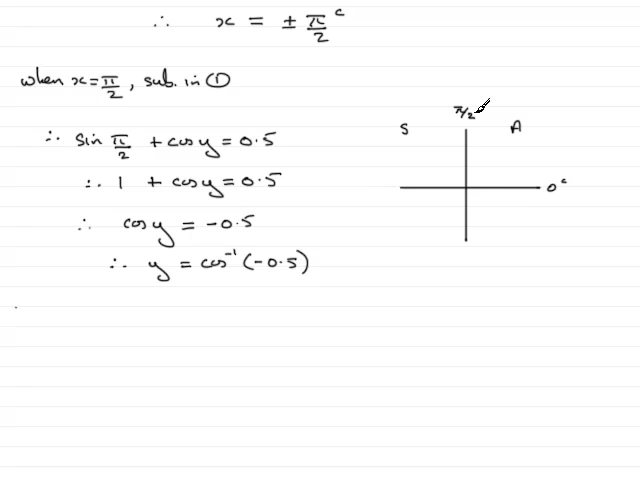 ∴ x = ± π/2 ᶜ
when x = π/2, sub. in ①
∴ sin π/2 + cos y = 0.5
∴ 1 + cos y = 0.5
∴ cos y = -0.5
∴ y = cos⁻¹(-0.5)
π/2
S A
0ᶜ